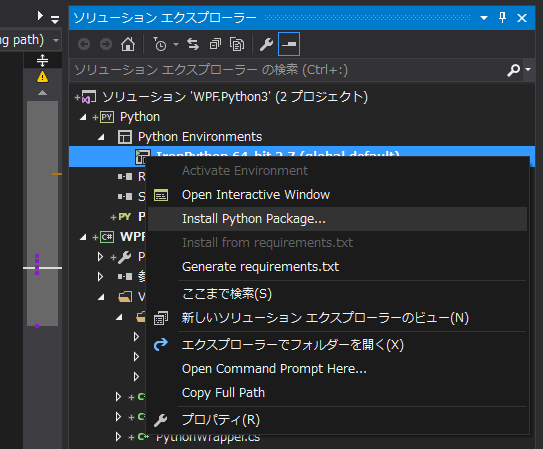 ng path)
ソリューション エクスプローラー
ソリューション エクスプローラー の検索 (Ctrl+:)
ソリューション 'WPF.Python3' (2 プロジェクト)
PY Python
Python Environments
IronPython 64-bit 2.7 (global default)
R
S
PY P
C# WPF
P
参
V
Activate Environment
Open Interactive Window
Install Python Package...
Install from requirements.txt
Generate requirements.txt
ここまで検索(S)
新しいソリューション エクスプローラーのビュー(N)
エクスプローラーでフォルダーを開く(X)
Open Command Prompt Here...
Copy Full Path
プロパティ(R)
PythonWrapper.cs